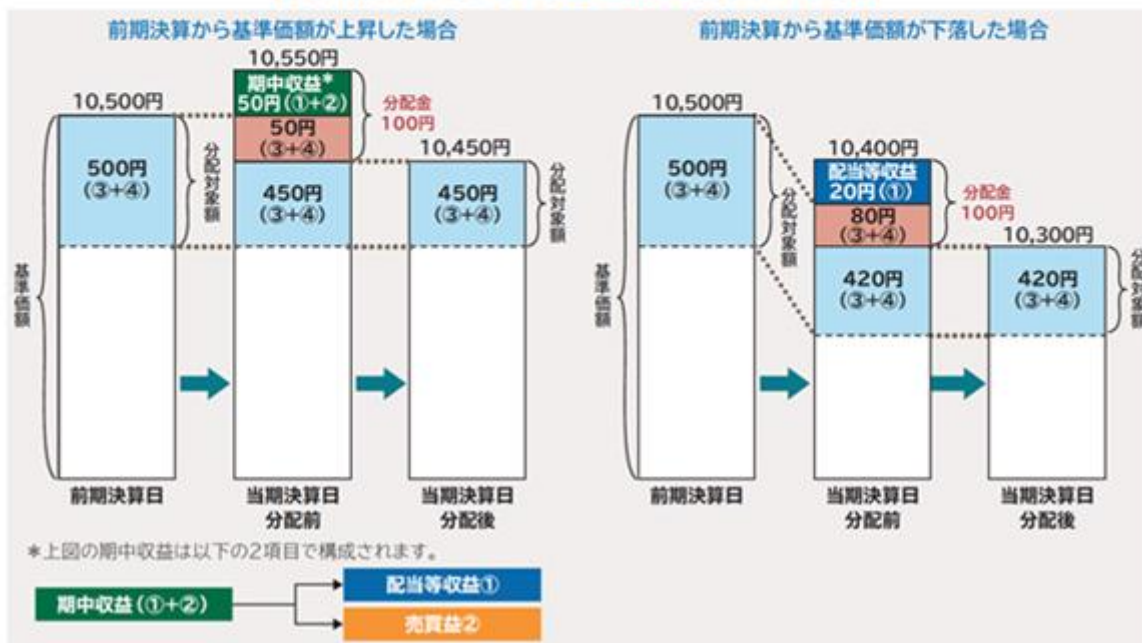 前期決算から基準価額が上昇した場合
10,550円
10,500円
期中収益*
50円(①+②)
分配金
100円
50円
(③+④)
10,450円
500円
(③+④)
分配対象額
450円
(③+④)
450円
(③+④)
分配対象額
基準価額
前期決算日
当期決算日
分配前
当期決算日
分配後
前期決算から基準価額が下落した場合
10,500円
10,400円
500円
(③+④)
分配対象額
配当等収益
20円(①)
分配金
100円
80円
(③+④)
10,300円
420円
(③+④)
420円
(③+④)
分配対象額
基準価額
前期決算日
当期決算日
分配前
当期決算日
分配後
*上図の期中収益は以下の2項目で構成されます。
期中収益(①+②)
配当等収益①
売買益②